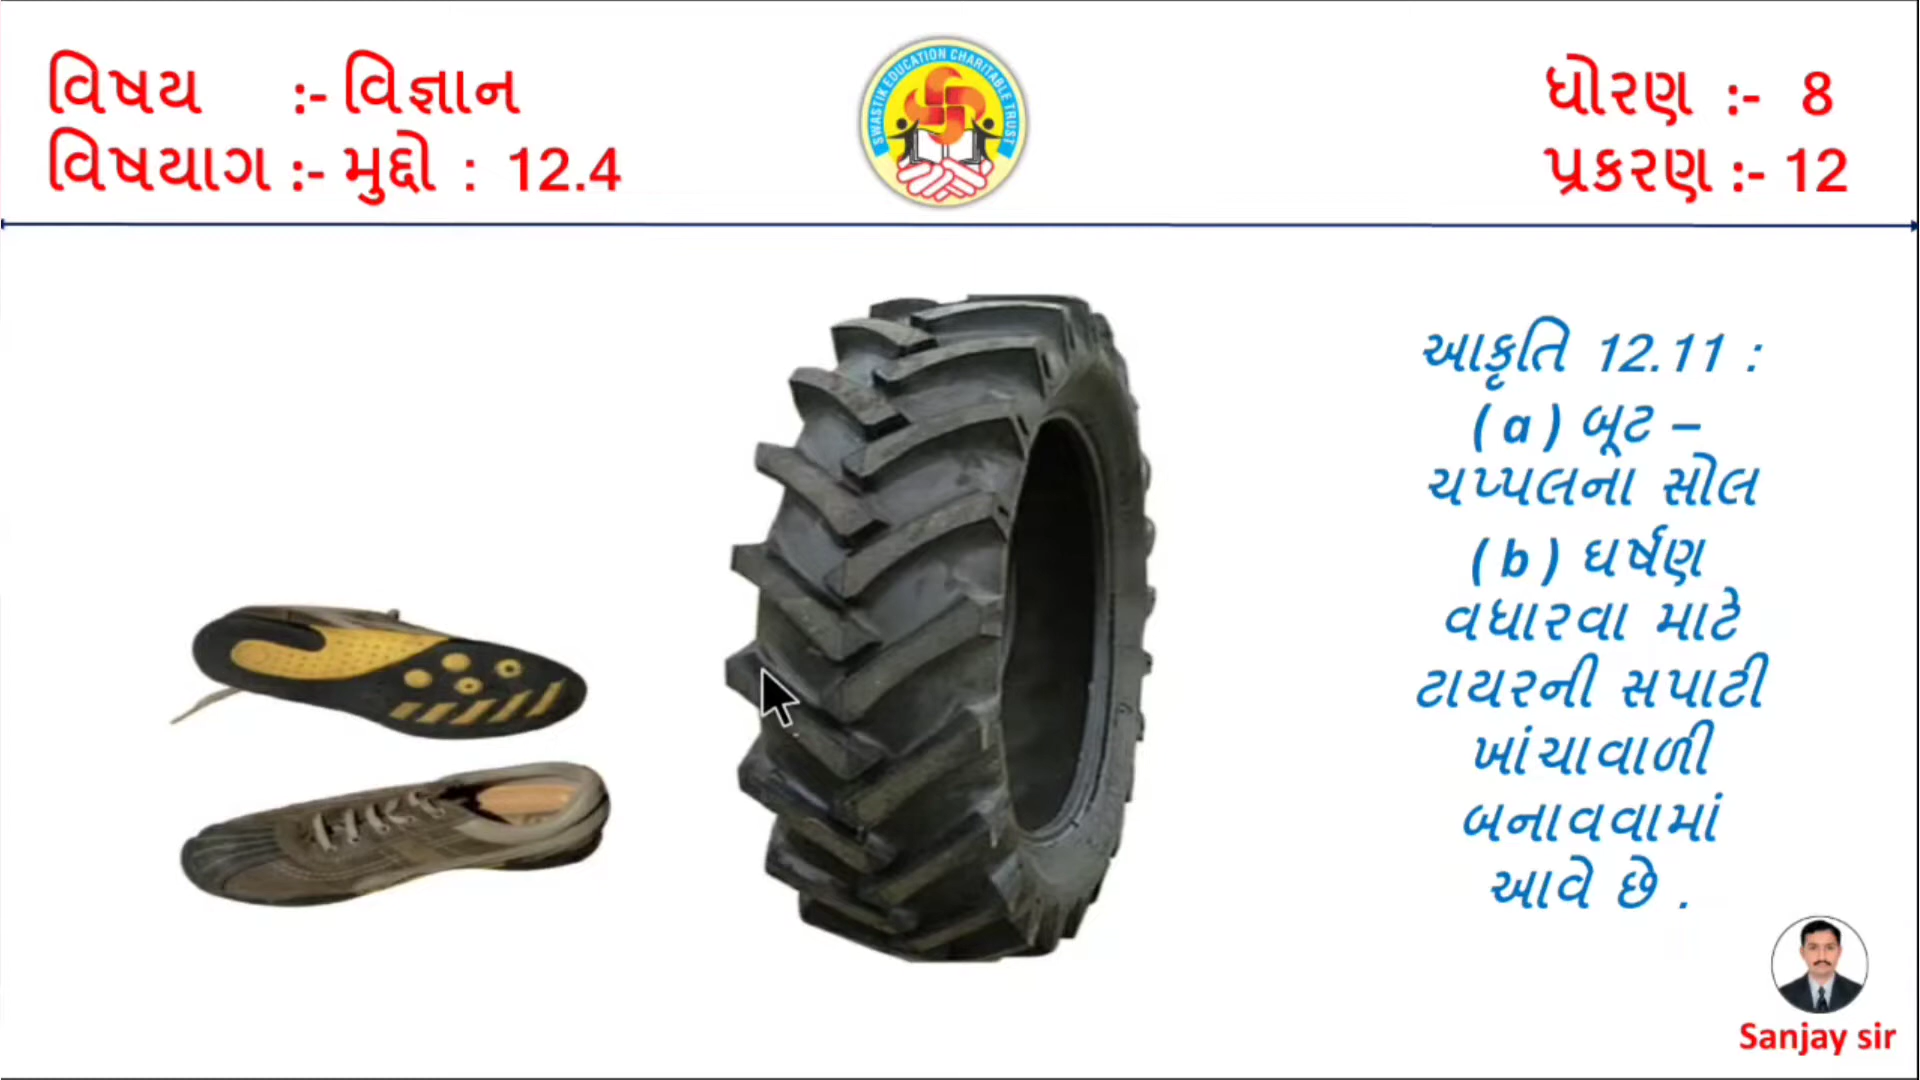 વિષય :- વિજ્ઞાન
વિષયાગ :- મુદ્દો : 12.4
SWASTIK EDUCATION CHARITABLE TRUST
ધોરણ :- 8
પ્રકરણ :- 12
આકૃતિ 12.11 :
( a ) બૂટ –
ચપ્પલના સોલ
( b ) ઘર્ષણ
વધારવા માટે
ટાયરની સપાટી
ખાંચાવાળી
બનાવવામાં
આવે છે .
Sanjay sir